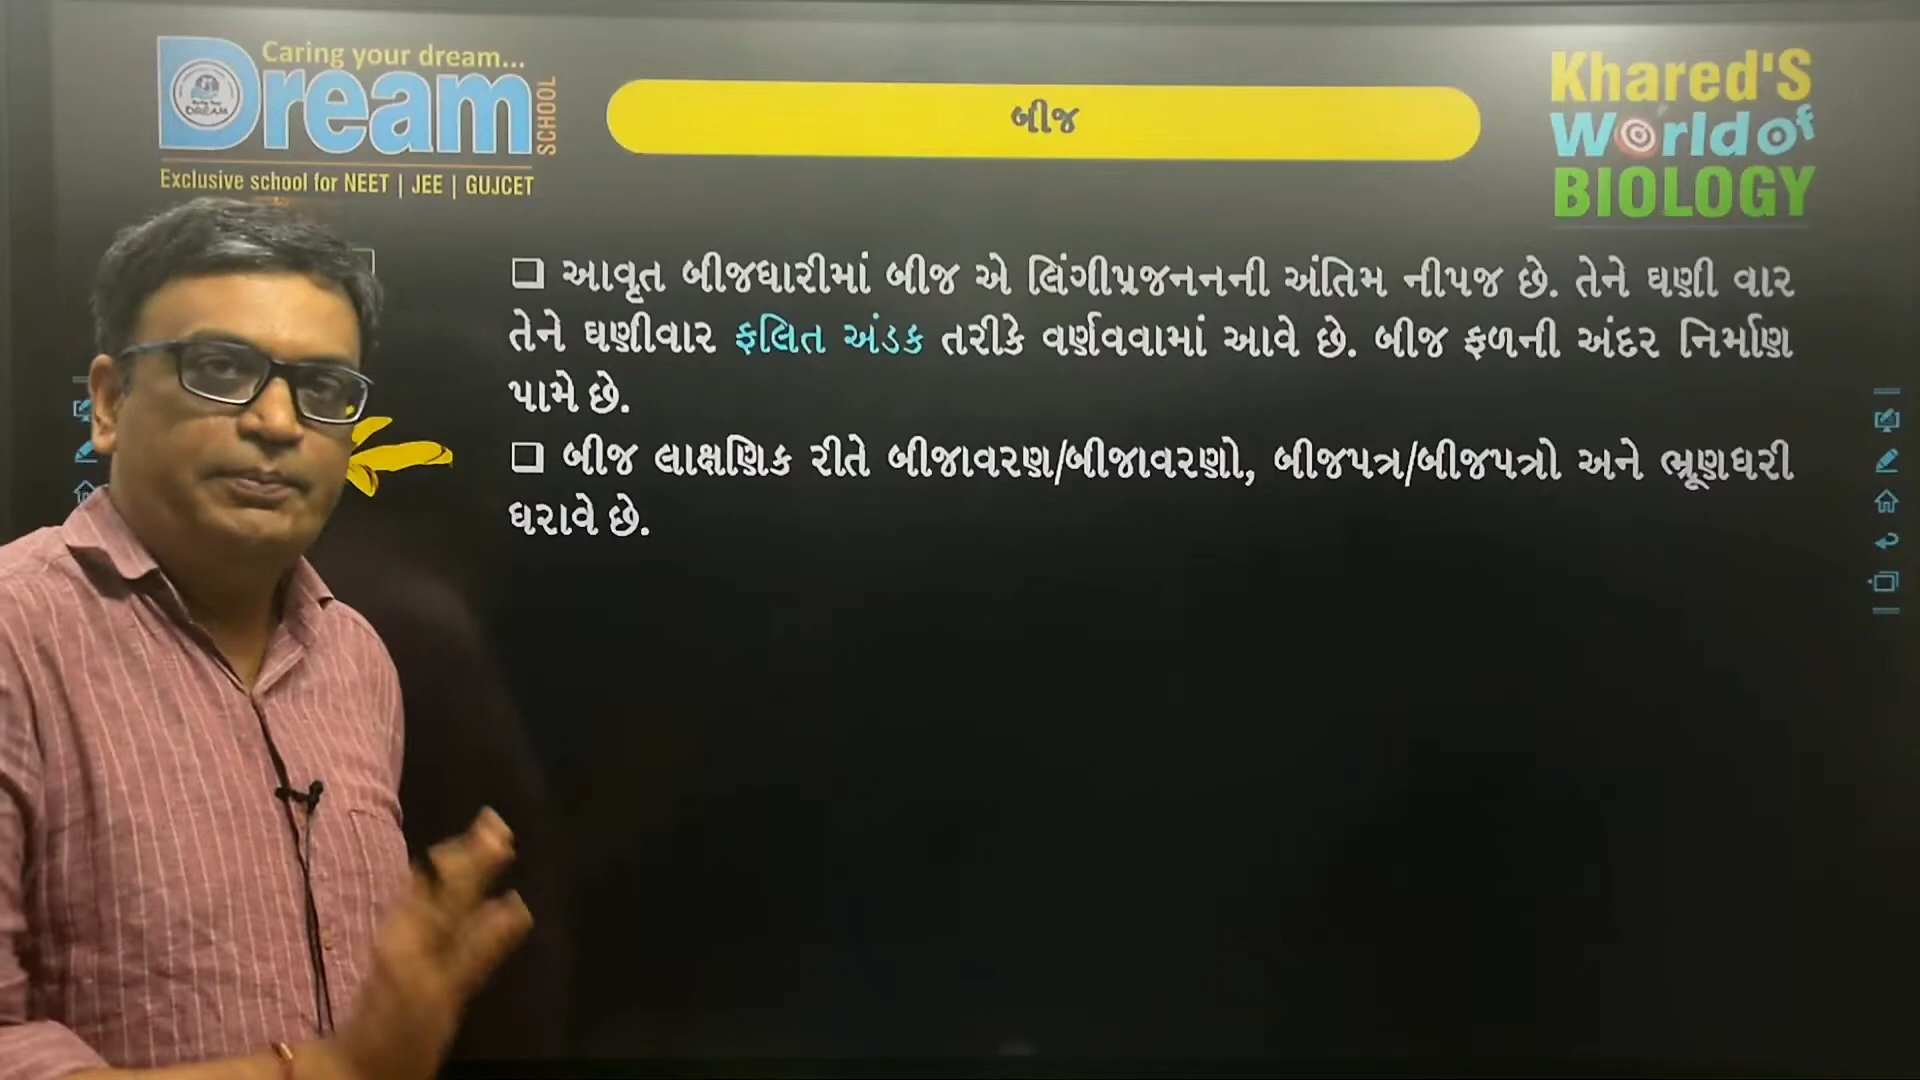 Caring your dream...
Dream SCHOOL
DREAM
Exclusive school for NEET | JEE | GUJCET
બીજ
Khared'S
World of
BIOLOGY
❑ આવૃત બીજધારીમાં બીજ એ લિંગીપ્રજનનની અંતિમ નીપજ છે. તેને ઘણી વાર
તેને ઘણીવાર ફલિત અંડક તરીકે વર્ણવવામાં આવે છે. બીજ ફળની અંદર નિર્માણ
પામે છે.
❑ બીજ લાક્ષણિક રીતે બીજાવરણ/બીજાવરણો, બીજપત્ર/બીજપત્રો અને ભ્રૂણધરી
ધરાવે છે.